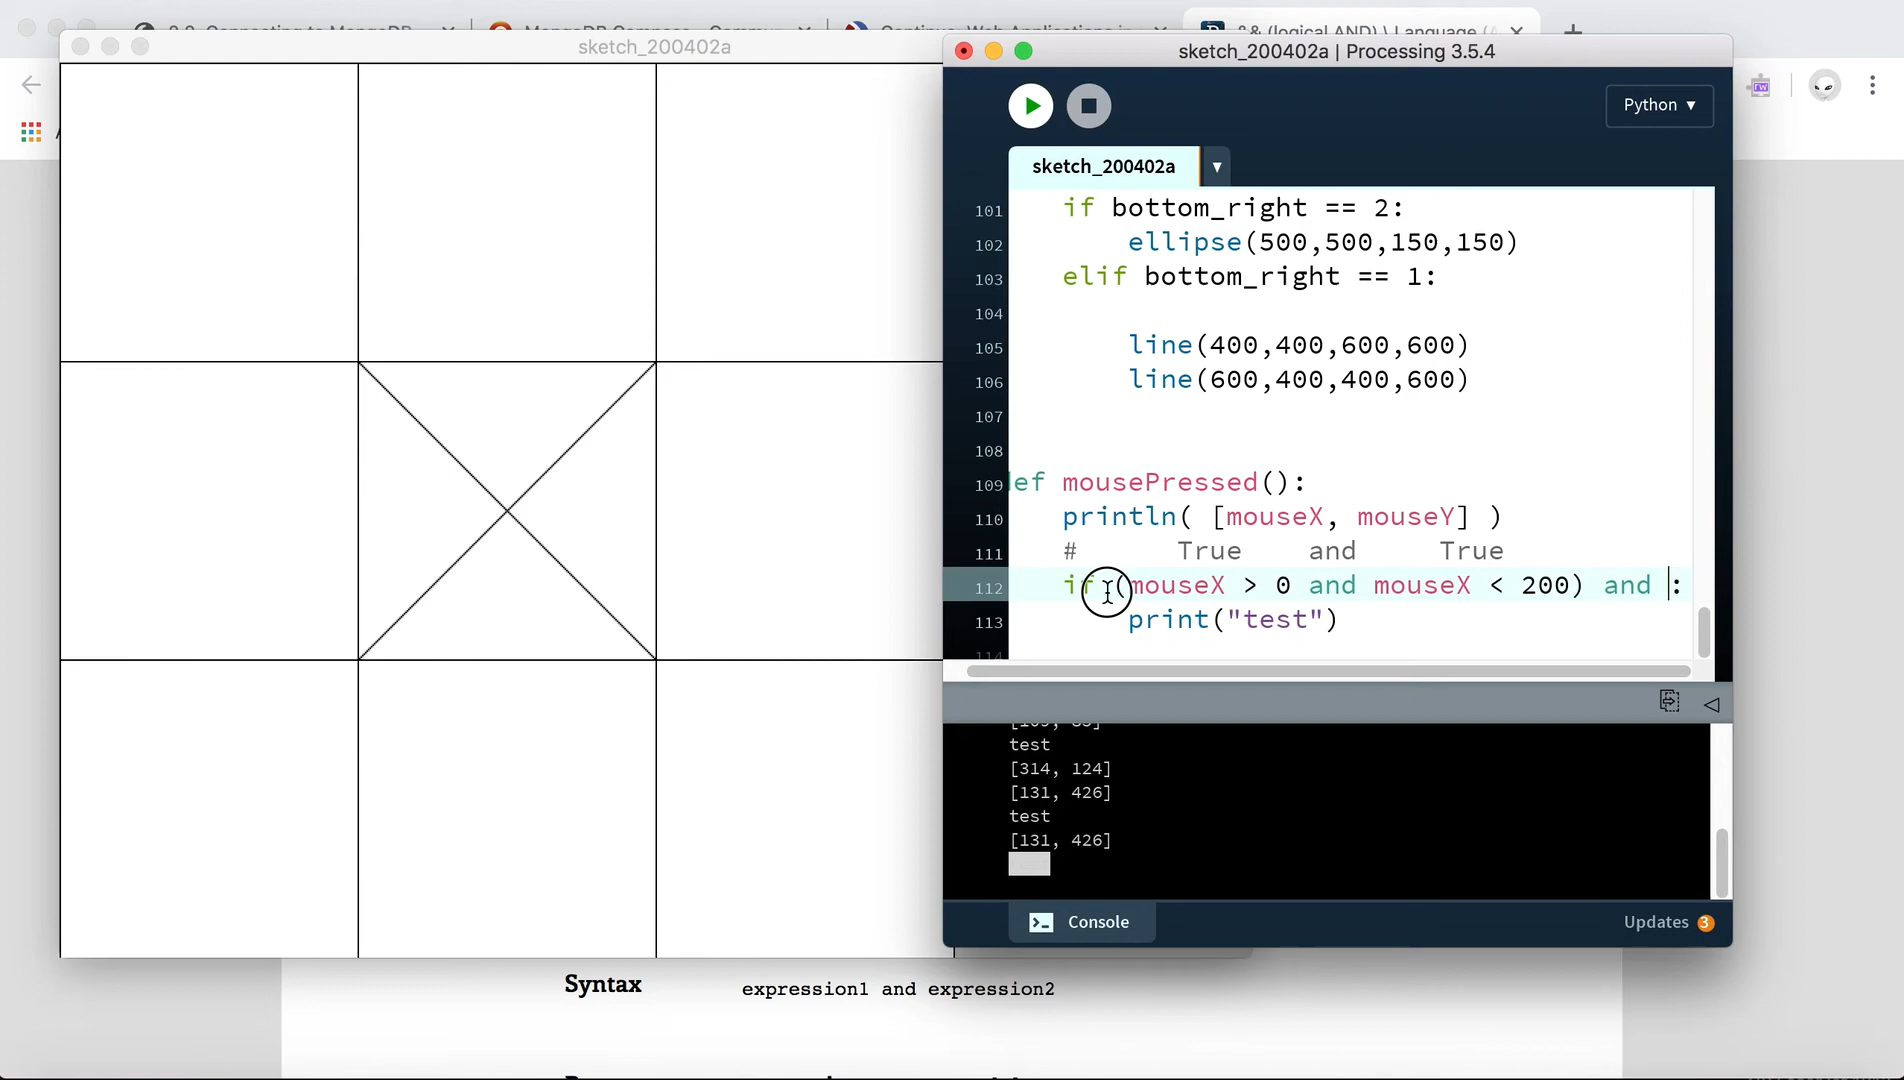 sketch_200402a
sketch_200402a | Processing 3.5.4
Python ▼
sketch_200402a
▼
101 if bottom_right == 2:
102 ellipse(500,500,150,150)
103 elif bottom_right == 1:
104
105 line(400,400,600,600)
106 line(600,400,400,600)
107
108
109 ef mousePressed():
110 println( [mouseX, mouseY] )
111 # True and True
112 if (mouseX > 0 and mouseX < 200) and :
113 print("test")
114
test
[314, 124]
[131, 426]
test
[131, 426]
Console
Updates 3
Syntax
expression1 and expression2